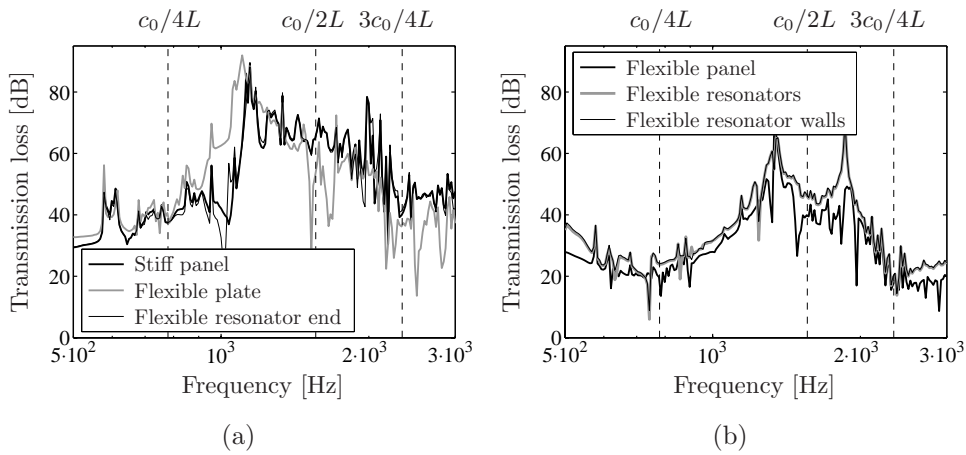 c₀/4L c₀/2L 3c₀/4L
Transmission loss [dB]
80
60
40
20
0
Stiff panel
Flexible plate
Flexible resonator end
5·10² 10³ 2·10³ 3·10³
Frequency [Hz]
(a)
c₀/4L c₀/2L 3c₀/4L
Transmission loss [dB]
80
60
40
20
0
Flexible panel
Flexible resonators
Flexible resonator walls
5·10² 10³ 2·10³ 3·10³
Frequency [Hz]
(b)